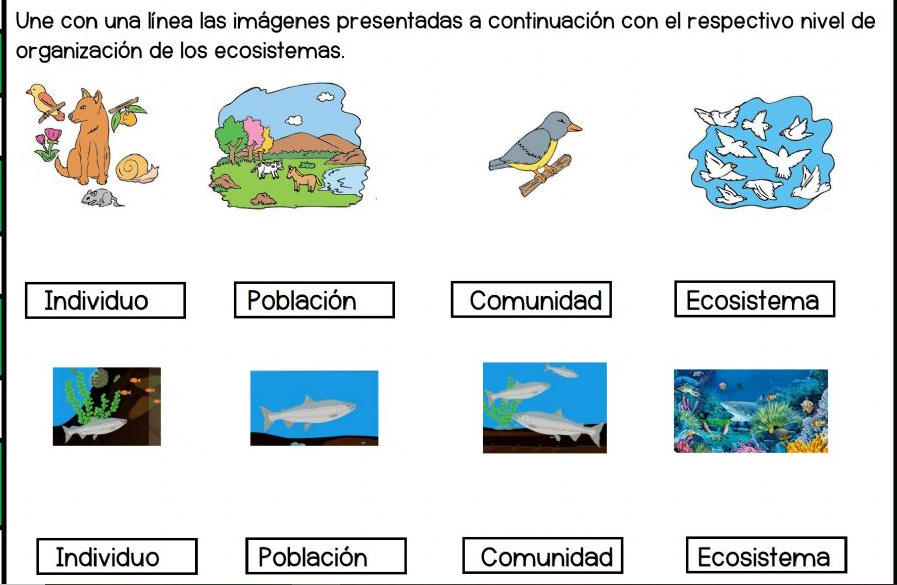 Une con una línea las imágenes presentadas a continuación con el respectivo nivel de
organización de los ecosistemas.
Individuo
Población
Comunidad
Ecosistema
Individuo
Población
Comunidad
Ecosistema